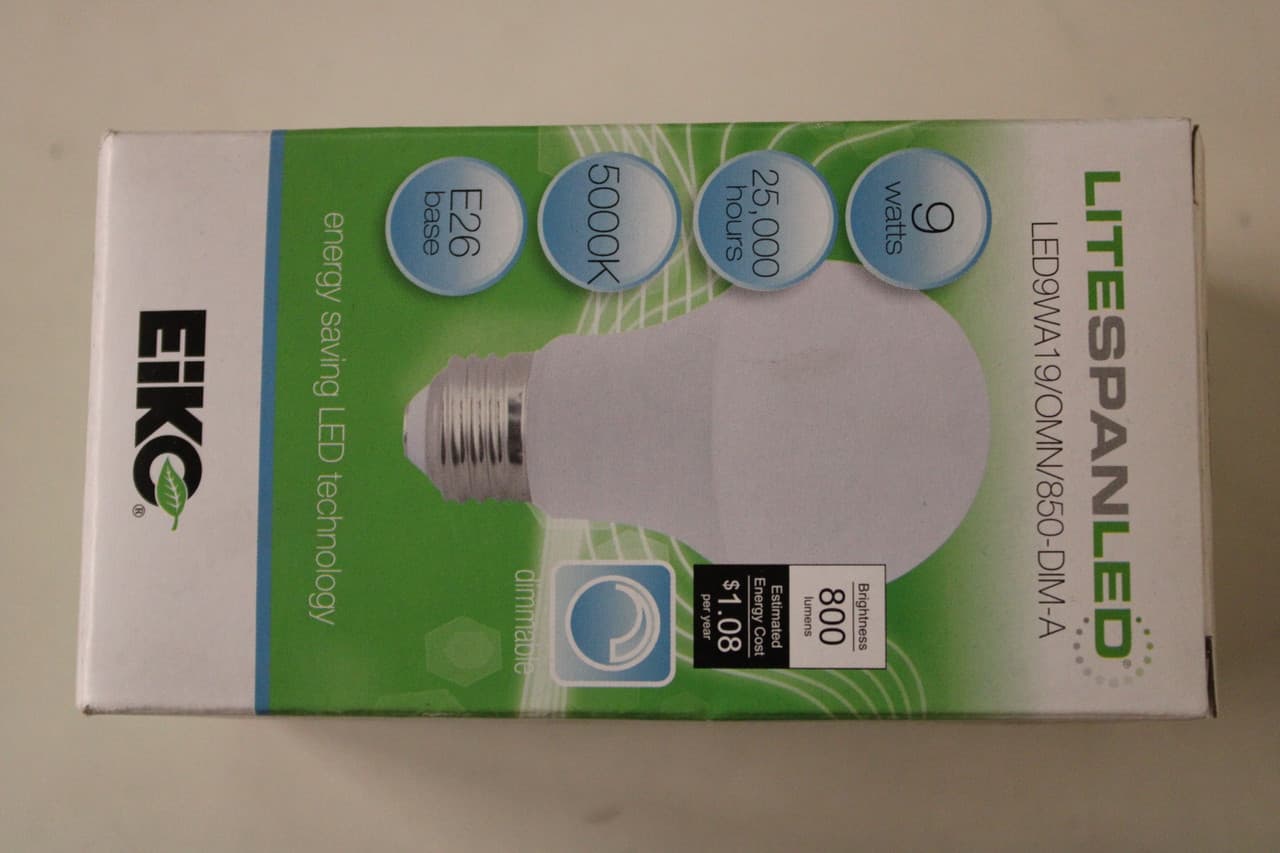 LITESPANLED®
LED9WA19/OMN/850-DIM-A
9
watts
25,000
hours
5000K
E26
base
Brightness
800
lumens
Estimated
Energy Cost
$1.08
per year
dimmable
energy saving LED technology
EiKO®